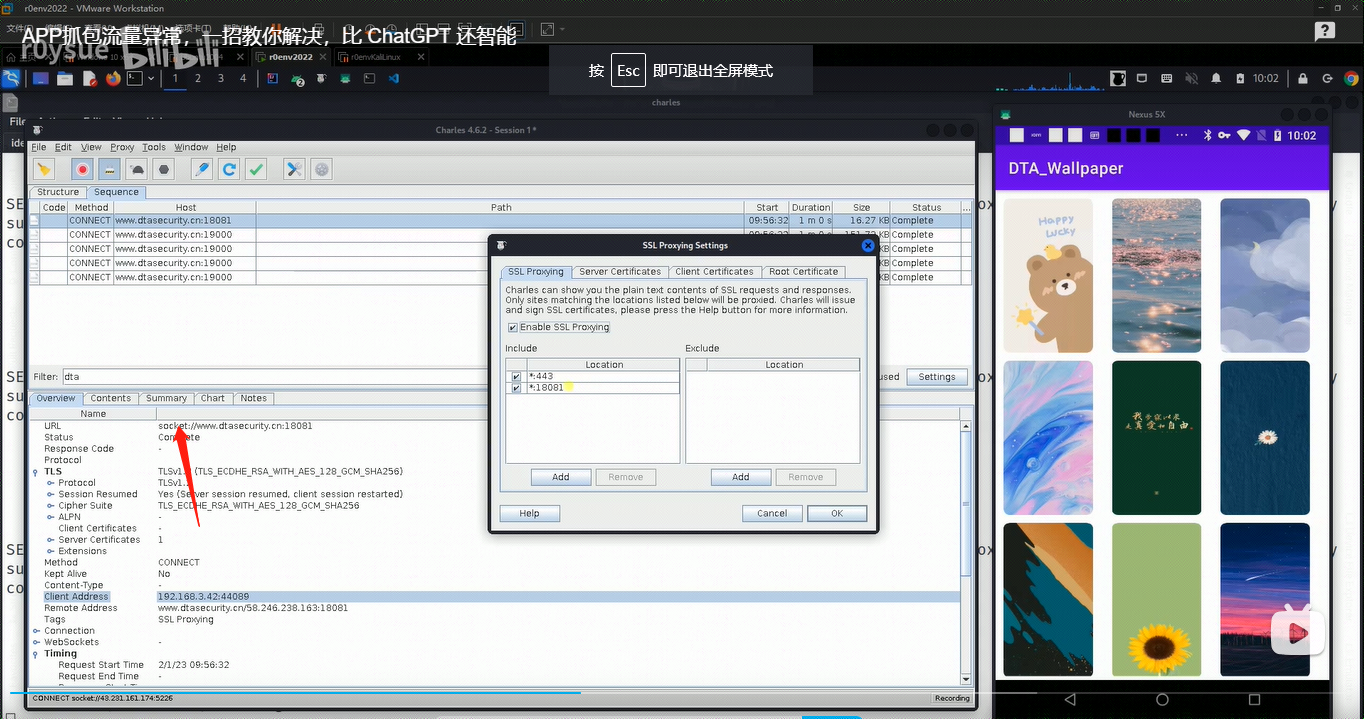 r0env2022 - VMware Workstation
APP抓包流量异常，一招教你解决，比 ChatGPT 还智能
roysue bilibili
r0env2022
r0envKaliLinux
按 Esc 即可退出全屏模式
1 2 3 4
10:02
charles
Charles 4.6.2 - Session 1 *
File Edit View Proxy Tools Window Help
Structure Sequence
Code Method Host Path Start Duration Size Status ...
CONNECT www.dtasecurity.cn:18081 09:56:32 1 m 0 s 16.27 KB Complete
CONNECT www.dtasecurity.cn:19000 Complete
CONNECT www.dtasecurity.cn:19000 Complete
CONNECT www.dtasecurity.cn:19000 Complete
CONNECT www.dtasecurity.cn:19000 Complete
Filter: dta Settings
Overview Contents Summary Chart Notes
Name
URL socket://www.dtasecurity.cn:18081
Status Complete
Response Code -
Protocol
TLS (TLS_ECDHE_RSA_WITH_AES_128_GCM_SHA256)
Protocol
Session Resumed Yes (Server session resumed, client session restarted)
Cipher Suite TLS_ECDHE_RSA_WITH_AES_128_GCM_SHA256
ALPN -
Client Certificates -
Server Certificates 1
Extensions
Method CONNECT
Kept Alive No
Content-Type -
Client Address 192.168.3.42:44089
Remote Address www.dtasecurity.cn/58.246.238.163:18081
Tags SSL Proxying
Connection
WebSockets -
Timing
Request Start Time 2/1/23 09:56:32
Request End Time -
CONNECT socket://43.231.161.174:5226
Recording
SSL Proxying Settings
SSL Proxying Server Certificates Client Certificates Root Certificate
Charles can show you the plain text contents of SSL requests and responses.
Only sites matching the locations listed below will be proxied. Charles will issue
and sign SSL certificates, please press the Help button for more information.
Enable SSL Proxying
Include Exclude
Location Location
*:443
*:18081
Add Remove Add Remove
Help Cancel OK
Nexus 5X
10:02
DTA_Wallpaper
Happy
Lucky